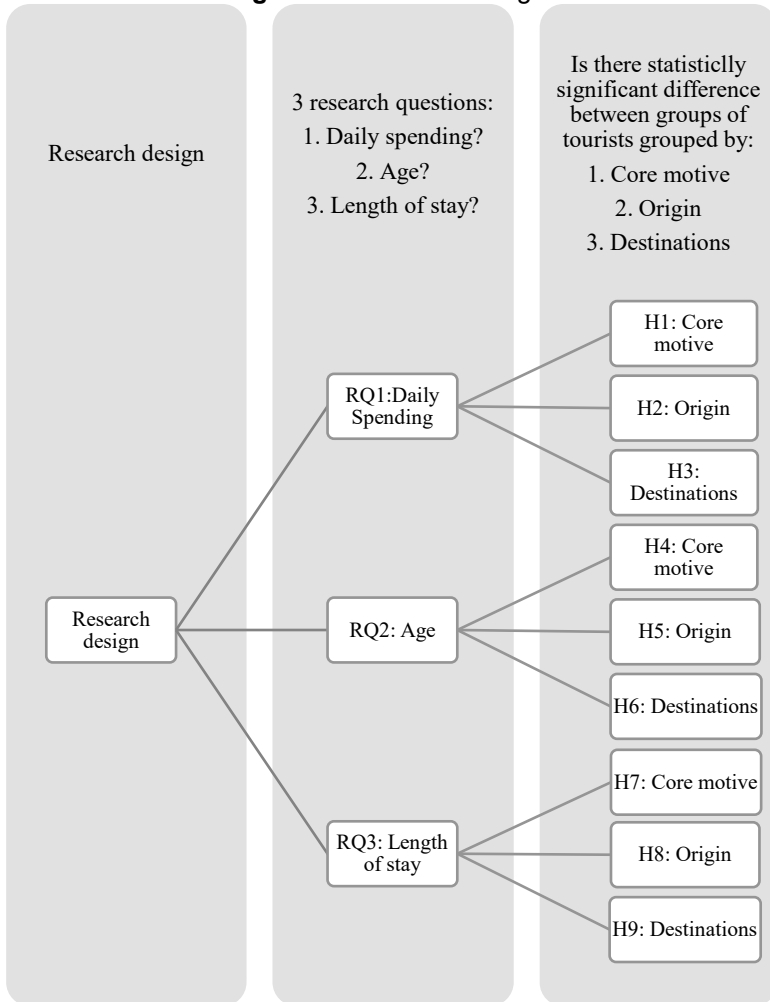 Research design
3 research questions:
1. Daily spending?
2. Age?
3. Length of stay?
Is there statisticlly
significant difference
between groups of
tourists grouped by:
1. Core motive
2. Origin
3. Destinations
Research
design
RQ1:Daily
Spending
RQ2: Age
RQ3: Length
of stay
H1: Core
motive
H2: Origin
H3:
Destinations
H4: Core
motive
H5: Origin
H6: Destinations
H7: Core motive
H8: Origin
H9: Destinations